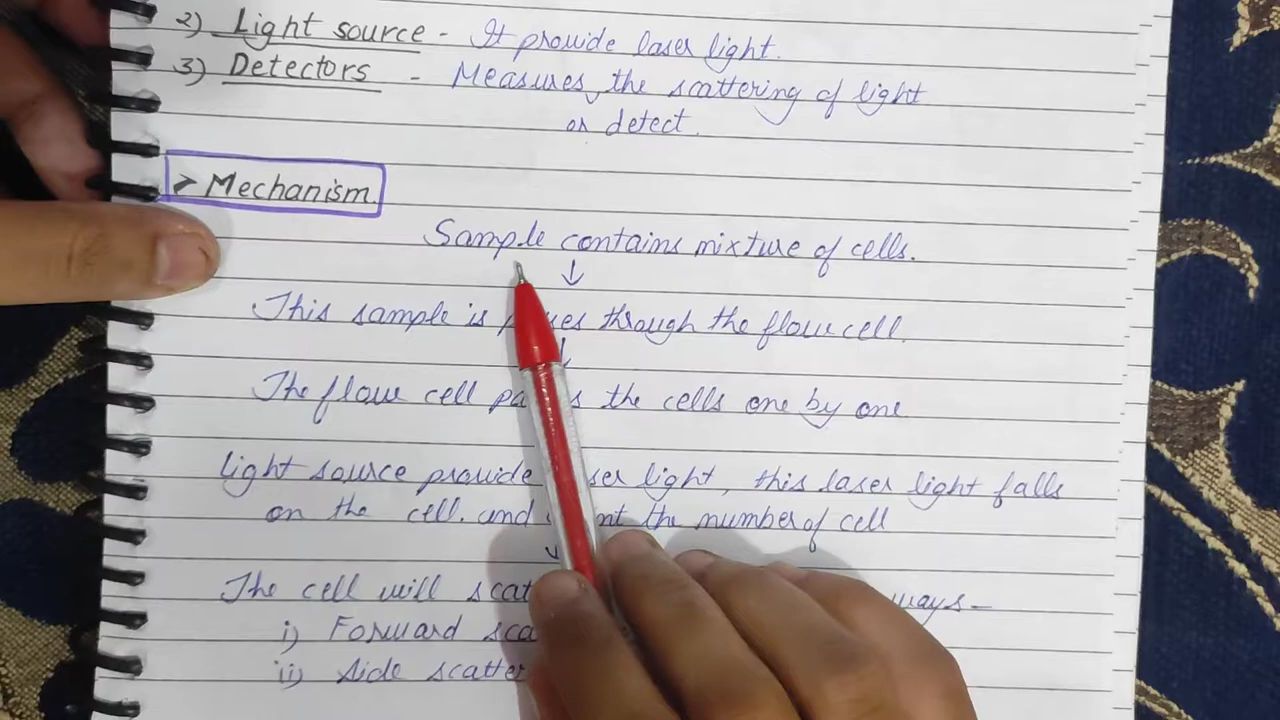 2) Light source - It provide laser light.
3) Detectors - Measures the scattering of light
or detect.
➤ Mechanism.
Sample contains mixture of cells.
↓
This sample is through the flow cell.
↓
The flow cell the cells one by one
light source provide light, this laser light falls
on the cell. and the number of cell
↓
The cell will ways-
i) Forward
ii) Side scatter